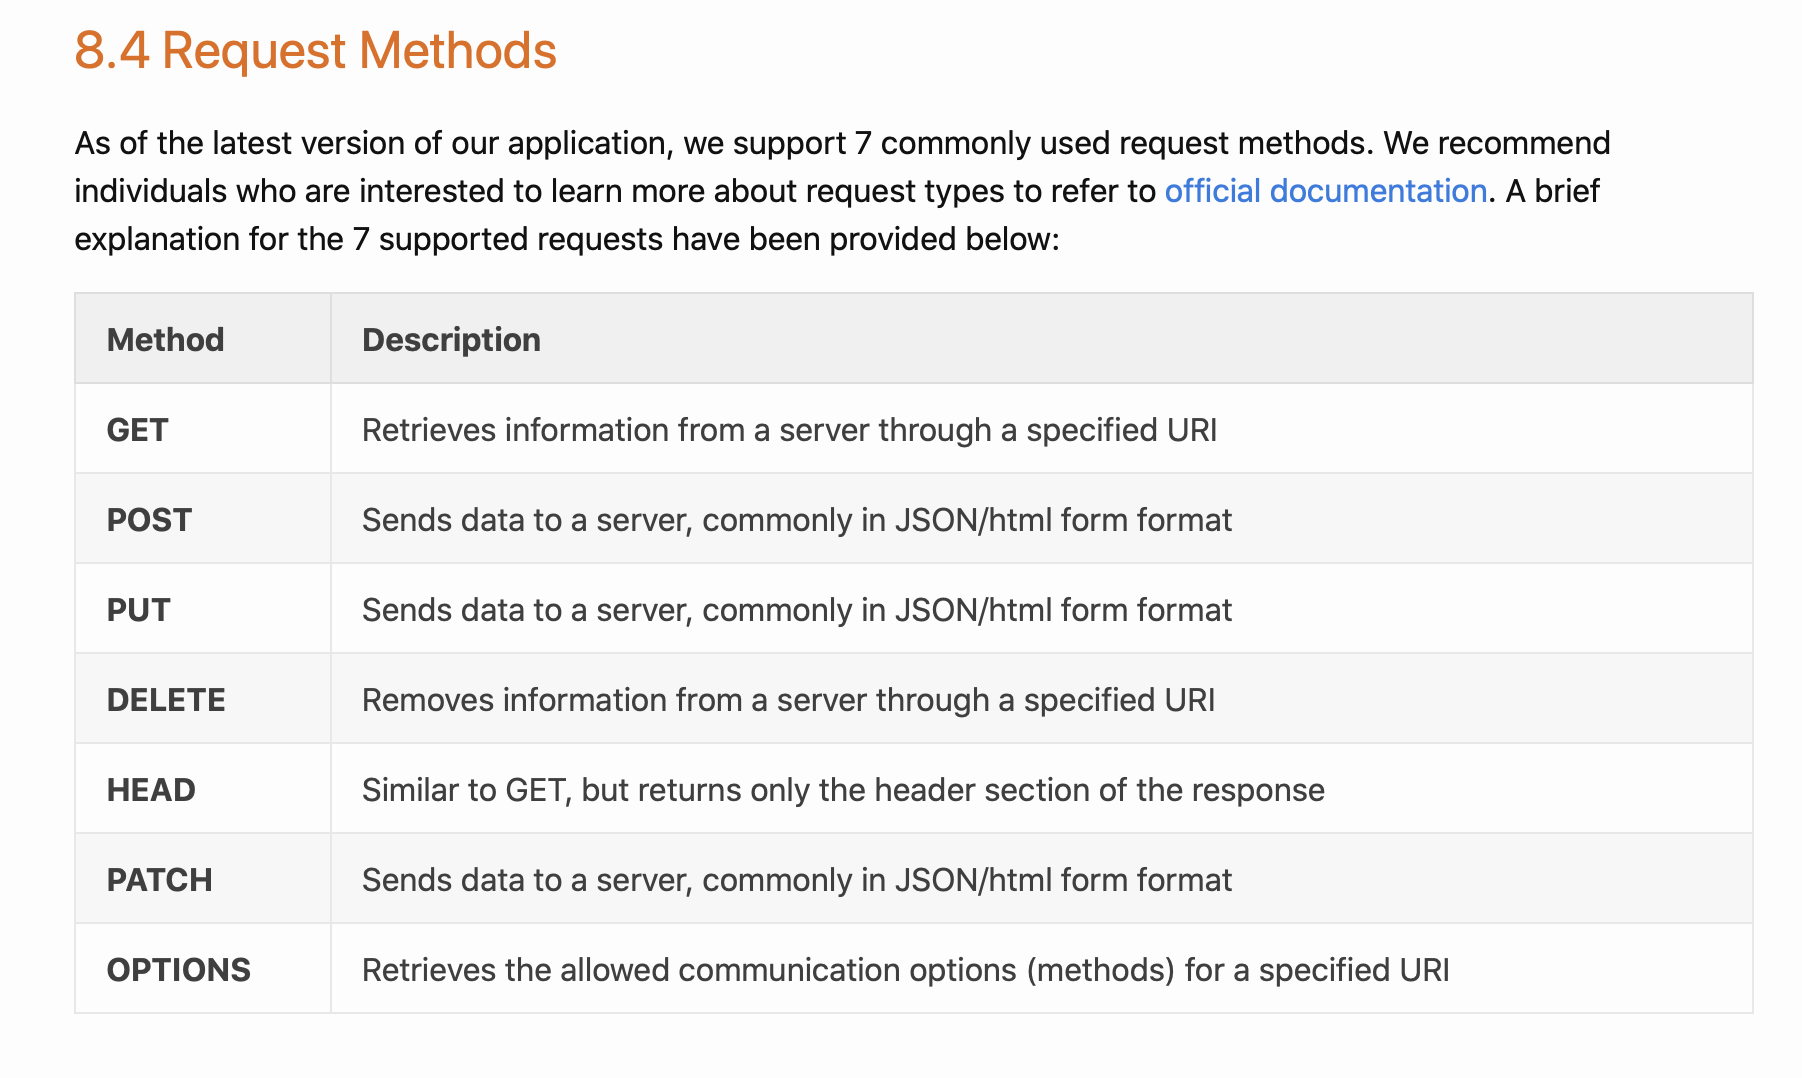 8.4 Request Methods
As of the latest version of our application, we support 7 commonly used request methods. We recommend
individuals who are interested to learn more about request types to refer to official documentation. A brief
explanation for the 7 supported requests have been provided below:
Method Description
GET Retrieves information from a server through a specified URI
POST Sends data to a server, commonly in JSON/html form format
PUT Sends data to a server, commonly in JSON/html form format
DELETE Removes information from a server through a specified URI
HEAD Similar to GET, but returns only the header section of the response
PATCH Sends data to a server, commonly in JSON/html form format
OPTIONS Retrieves the allowed communication options (methods) for a specified URI